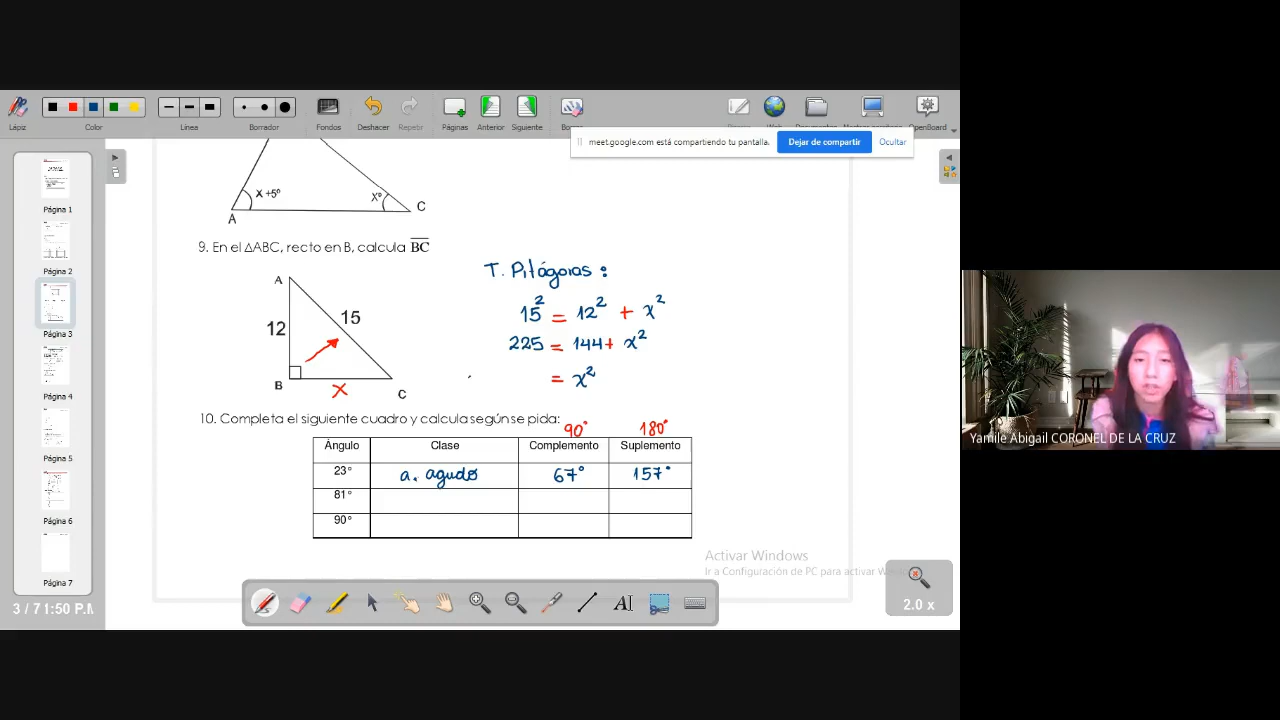 Lápiz
Color
Línea
Borrador
Fondos
Deshacer
Repetir
Páginas
Anterior
Siguiente
OpenBoard
meet.google.com está compartiendo tu pantalla.
Dejar de compartir
Ocultar
Página 1
Página 2
Página 3
Página 4
Página 5
Página 6
Página 7
3 / 7 1:50 P.M
x +5°
x°
A
C
9. En el △ABC, recto en B, calcula BC
A
12
15
B
x
C
T. Pitágoras :
15² = 12² + x²
225 = 144 + x²
= x²
10. Completa el siguiente cuadro y calcula según se pida:
90° 180°
Ángulo Clase Complemento Suplemento
23° a. agudo 67° 157°
81°
90°
Activar Windows
Ir a Configuración de PC para activar
2.0 x
Yamile Abigail CORONEL DE LA CRUZ